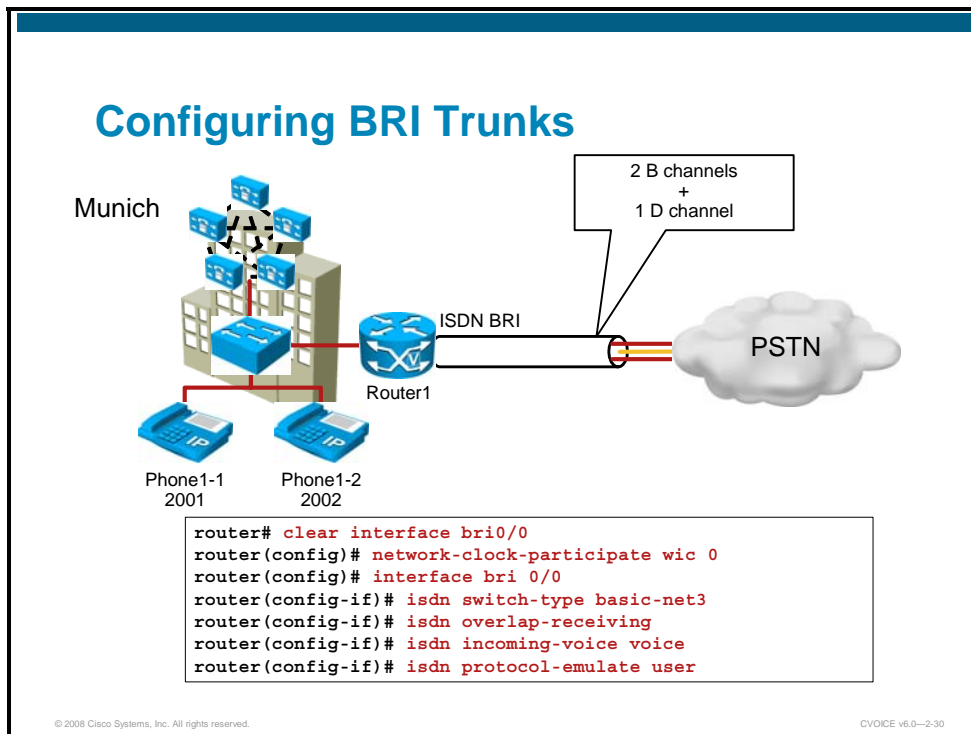 Configuring BRI Trunks
2 B channels
+
1 D channel
Munich
ISDN BRI
V
PSTN
Router1
IP
IP
Phone1-1
2001
Phone1-2
2002
router# clear interface bri0/0
router(config)# network-clock-participate wic 0
router(config)# interface bri 0/0
router(config-if)# isdn switch-type basic-net3
router(config-if)# isdn overlap-receiving
router(config-if)# isdn incoming-voice voice
router(config-if)# isdn protocol-emulate user
© 2008 Cisco Systems, Inc. All rights reserved.
CVOICE v6.0—2-30